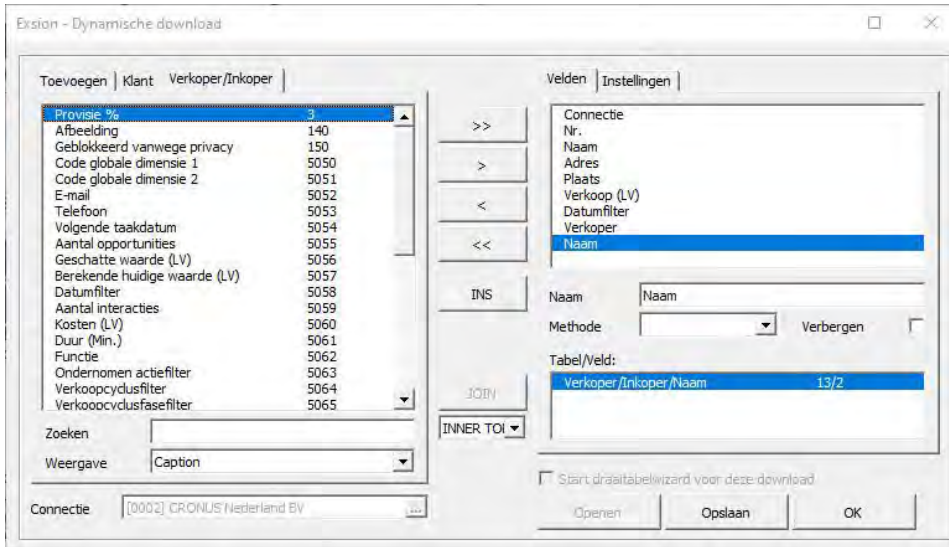 Exsion - Dynamische download
Toevoegen Klant Verkoper/Inkoper
Provisie % 3
Afbeelding 140
Geblokkeerd vanwege privacy 150
Code globale dimensie 1 5050
Code globale dimensie 2 5051
E-mail 5052
Telefoon 5053
Volgende taakdatum 5054
Aantal opportunities 5055
Geschatte waarde (LV) 5056
Berekende huidige waarde (LV) 5057
Datumfilter 5058
Aantal interacties 5059
Kosten (LV) 5060
Duur (Min.) 5061
Functie 5062
Ondernomen actiefilter 5063
Verkoopcyclusfilter 5064
Verkoopcyclusfasefilter 5065
Zoeken
Weergave Caption
Connectie [0002] CRONUS Nederland BV ...
>>
>
<
<<
INS
JOIN
INNER TOI
Velden Instellingen
Connectie
Nr.
Naam
Adres
Plaats
Verkoop (LV)
Datumfilter
Verkoper
Naam
Naam Naam
Methode Verbergen
Tabel/Veld:
Verkoper/Inkoper/Naam 13/2
Start draaitabelwizard voor deze download
Openen Opslaan OK